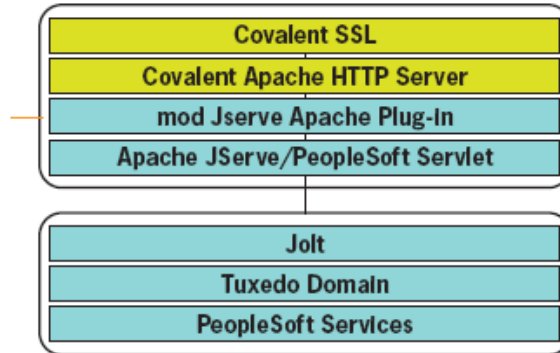 Covalent SSL
Covalent Apache HTTP Server
mod Jserve Apache Plug-In
Apache JServe/PeopleSoft Servlet
Jolt
Tuxedo Domain
PeopleSoft Services